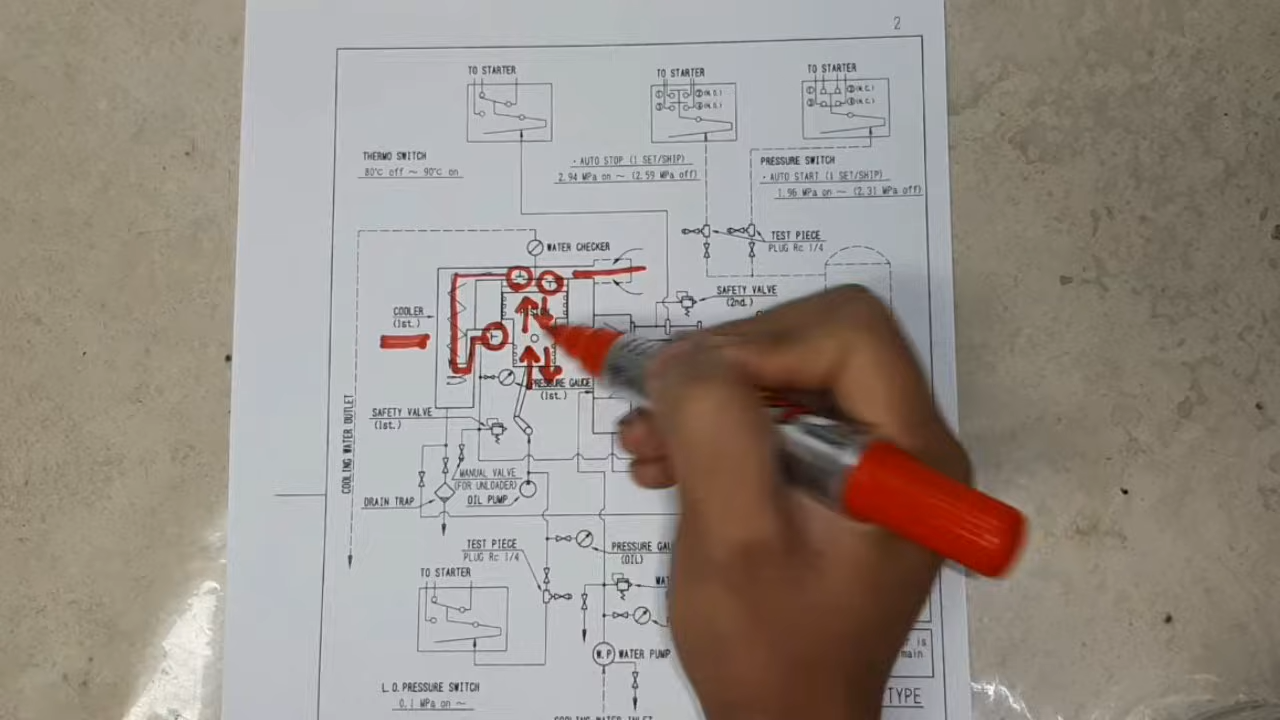 2
TO STARTER
TO STARTER
TO STARTER
THERMO SWITCH
80℃ off ～ 90℃ on
・AUTO STOP (1 SET/SHIP)
2.94 MPa on ～ (2.59 MPa off)
PRESSURE SWITCH
・AUTO START (1 SET/SHIP)
1.96 MPa on ～ (2.31 MPa off)
TEST PIECE
PLUG Rc 1/4
WATER CHECKER
SAFETY VALVE
(2nd.)
COOLER
(1st.)
PRESSURE GAUGE
(1st.)
SAFETY VALVE
(1st.)
COOLING WATER OUTLET
MANUAL VALVE
(FOR UNLOADER)
DRAIN TRAP
OIL PUMP
TEST PIECE
PLUG Rc 1/4
PRESSURE
(OIL)
TO STARTER
W.P
WATER PUMP
L.O. PRESSURE SWITCH
0.1 MPa on ～
TYPE
COOLING WATER INLET